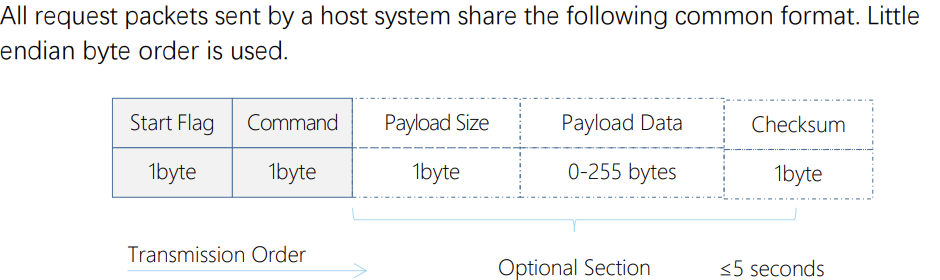 All request packets sent by a host system share the following common format. Little
endian byte order is used.
Start Flag Command Payload Size Payload Data Checksum
1byte 1byte 1byte 0-255 bytes 1byte
Transmission Order
Optional Section ≤5 seconds